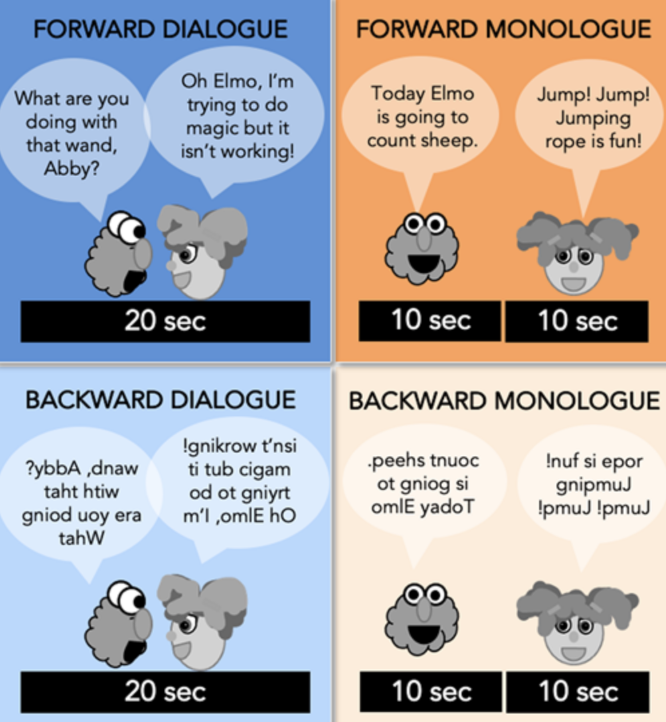 FORWARD DIALOGUE
What are you
doing with
that wand,
Abby?
Oh Elmo, I'm
trying to do
magic but it
isn't working!
20 sec
FORWARD MONOLOGUE
Today Elmo
is going to
count sheep.
Jump! Jump!
Jumping
rope is fun!
10 sec
10 sec
BACKWARD DIALOGUE
?ybbA ,dnaw
taht htiw
gniod uoy era
tahW
!gnikrow t'nsi
ti tub cigam
od ot gniyrt
m'I ,omlE hO
20 sec
BACKWARD MONOLOGUE
.peehs tnuoc
ot gniog si
omlE yadoT
!nuf si epor
gnipmuJ
!pmuJ !pmuJ
10 sec
10 sec